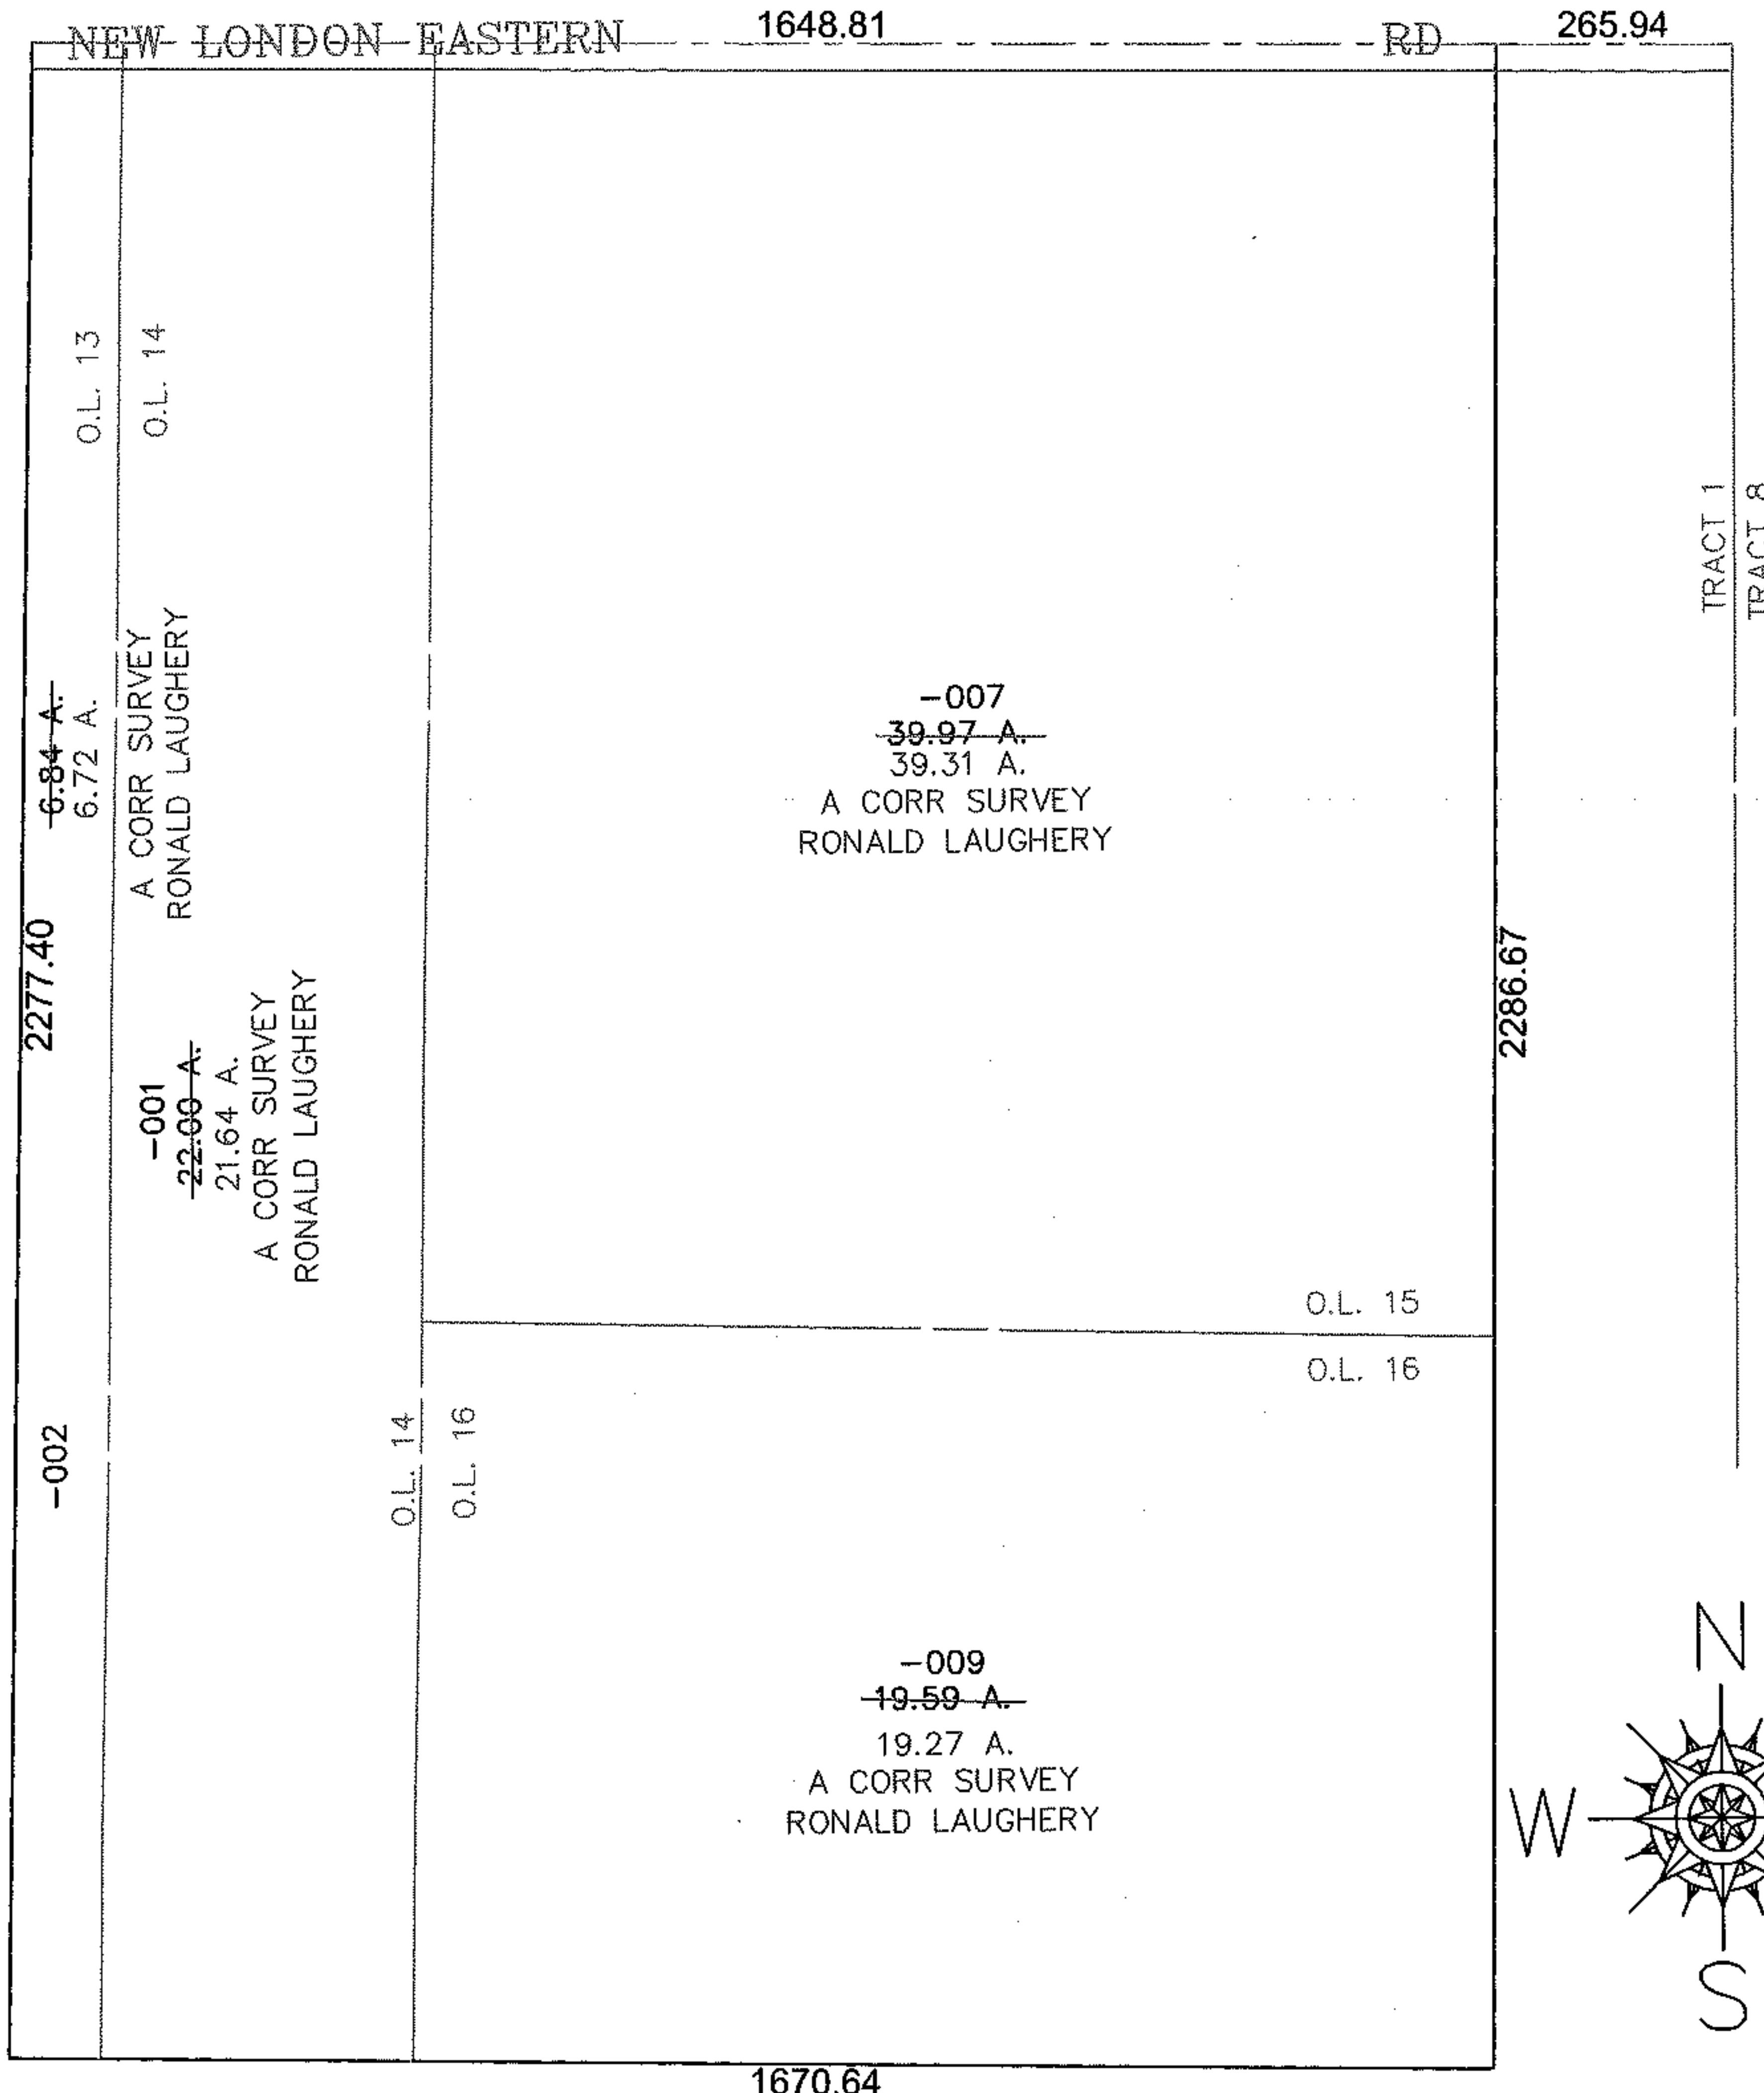 NEW LONDON EASTERN RD
1648.81
265.94
O.L. 13
O.L. 14
TRACT 1
TRACT 8
6.84 A.
6.72 A.
A CORR SURVEY
RONALD LAUGHERY
-007
39.97 A.
39.31 A.
A CORR SURVEY
RONALD LAUGHERY
2277.40
2286.67
-001
22.00 A.
21.64 A.
A CORR SURVEY
RONALD LAUGHERY
O.L. 15
O.L. 16
-002
O.L. 14
O.L. 16
-009
19.59 A.
19.27 A.
A CORR SURVEY
RONALD LAUGHERY
N
W
S
1670.64